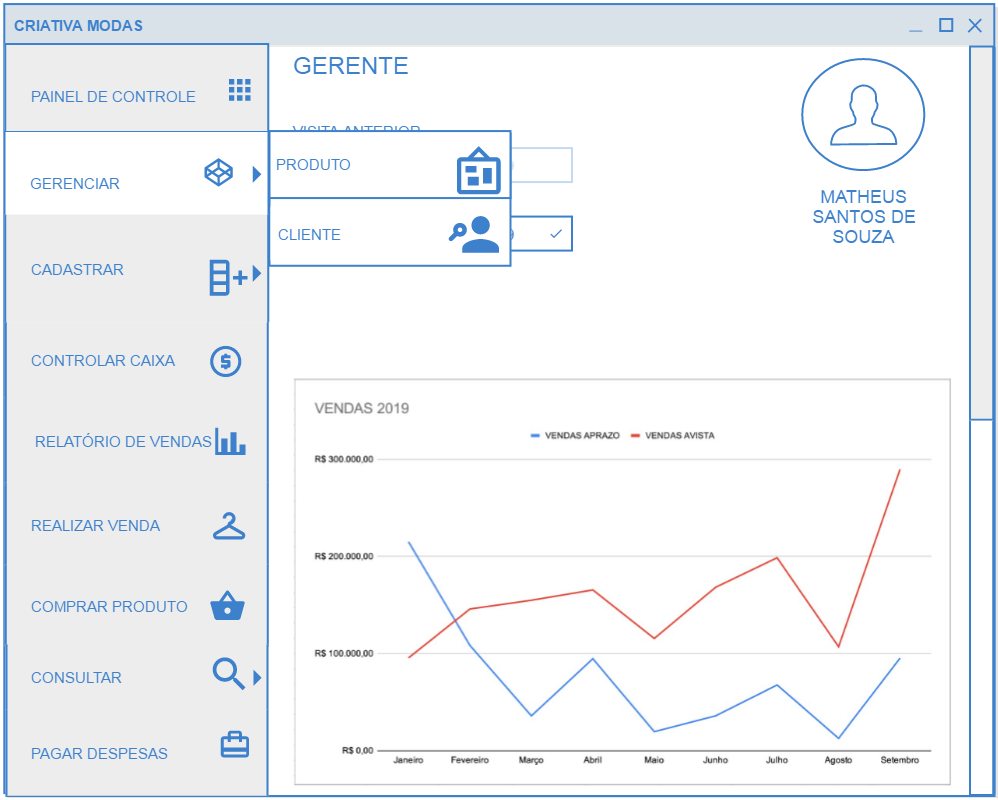 CRIATIVA MODAS
PAINEL DE CONTROLE
GERENCIAR
CADASTRAR
CONTROLAR CAIXA
RELATÓRIO DE VENDAS
REALIZAR VENDA
COMPRAR PRODUTO
CONSULTAR
PAGAR DESPESAS
GERENTE
VISITA ANTERIOR
PRODUTO
CLIENTE
MATHEUS
SANTOS DE
SOUZA
VENDAS 2019
VENDAS APRAZO VENDAS AVISTA
R$ 300.000,00
R$ 200.000,00
R$ 100.000,00
R$ 0,00
Janeiro Fevereiro Março Abril Maio Junho Julho Agosto Setembro